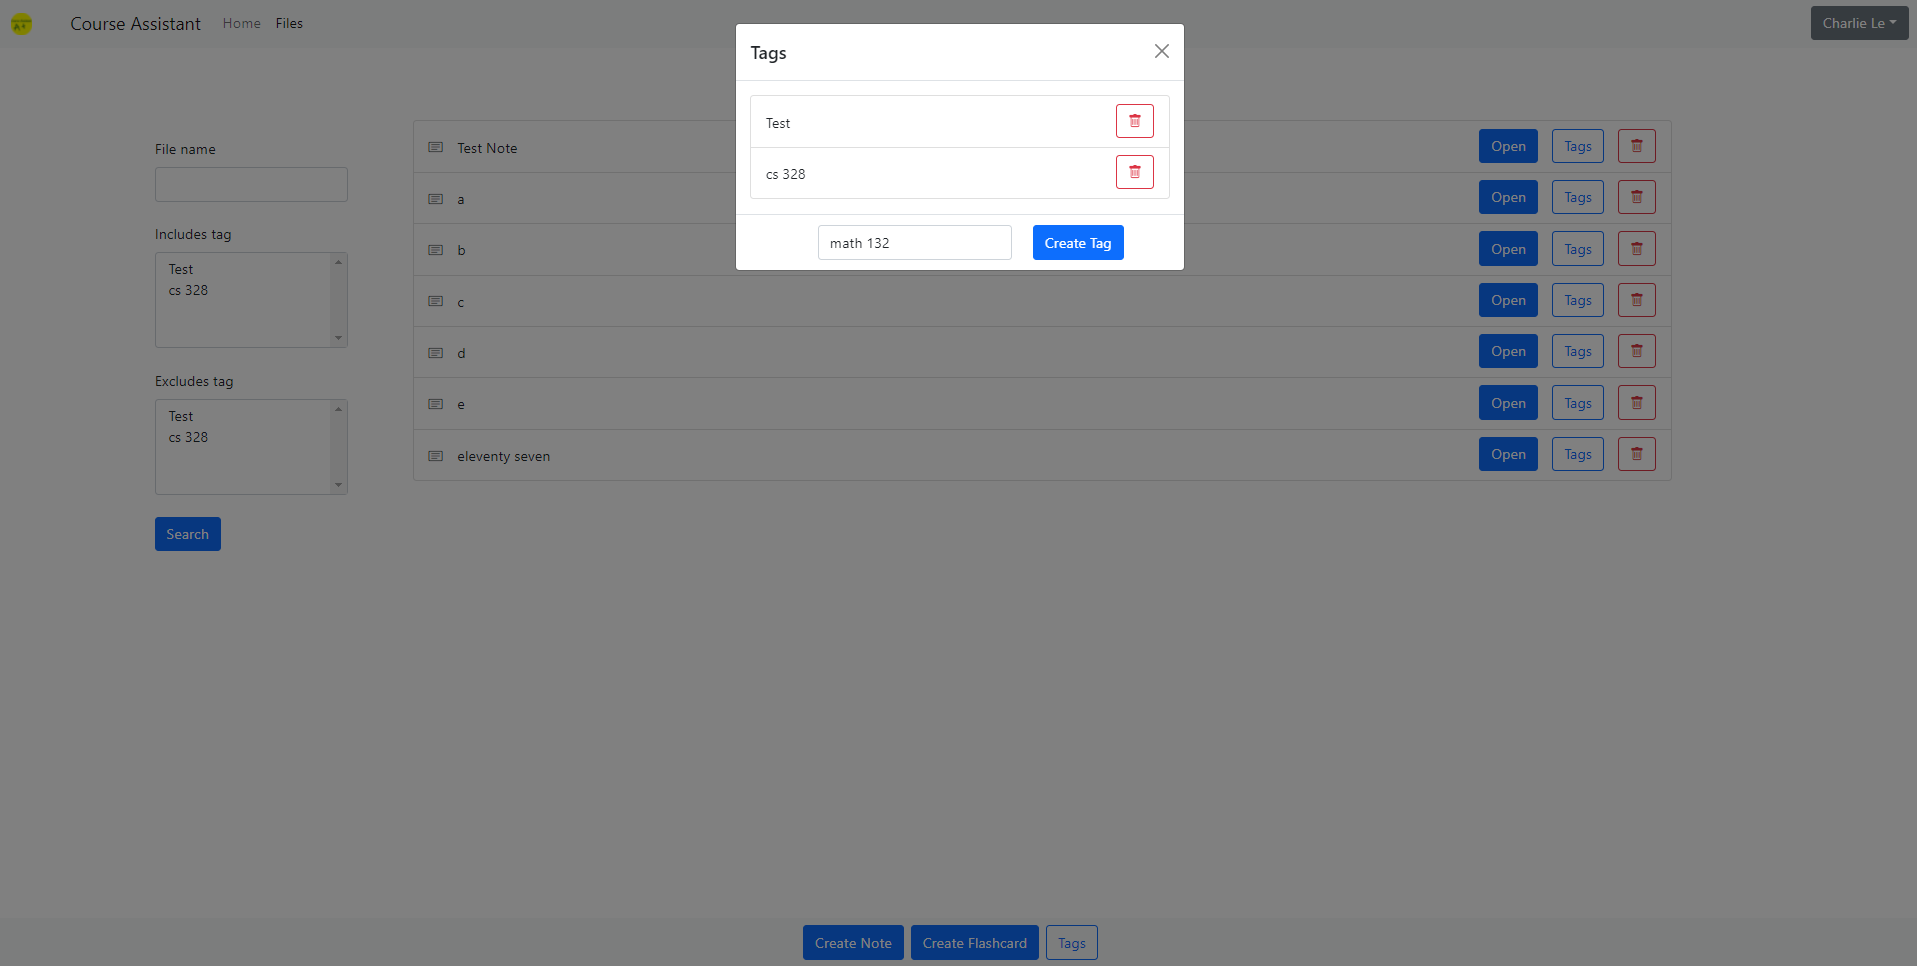 Course Assistant Home Files Charlie Le
Tags
Test
cs 328
math 132 Create Tag
File name
Includes tag
Test
cs 328
Excludes tag
Test
cs 328
Search
Test Note Open Tags
a Open Tags
b Open Tags
c Open Tags
d Open Tags
e Open Tags
eleventy seven Open Tags
Create Note Create Flashcard Tags